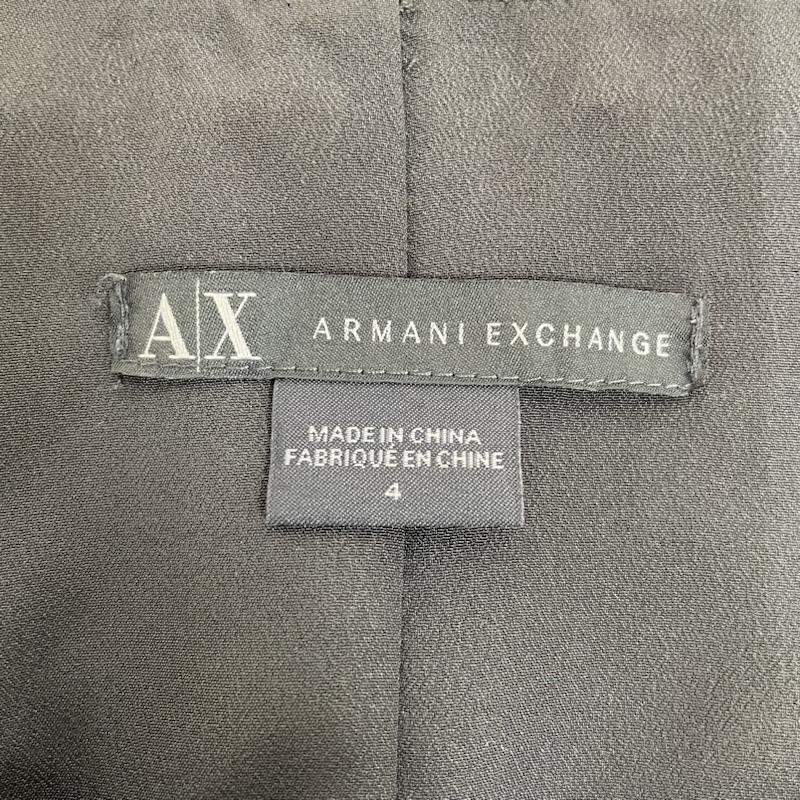 A|X ARMANI EXCHANGE
MADE IN CHINA
FABRIQUÉ EN CHINE
4